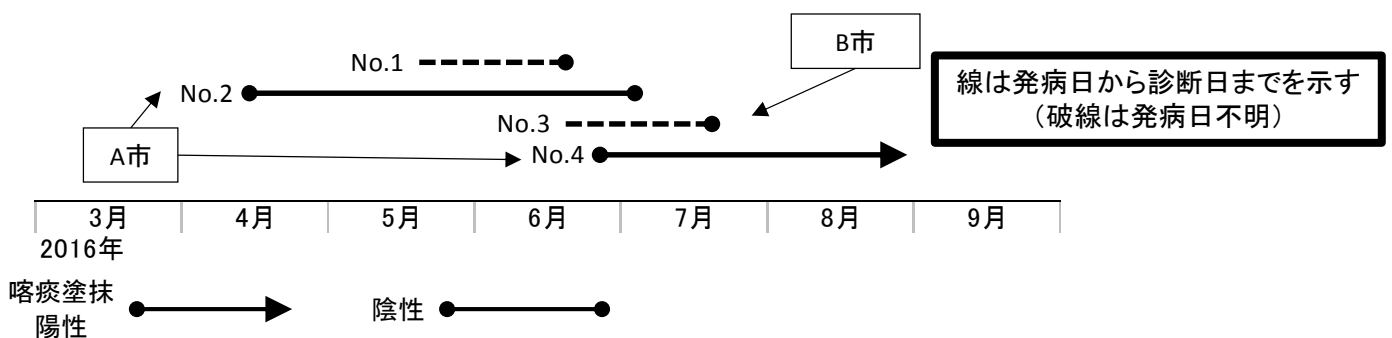 B市
No.1
線は発病日から診断日までを示す
(破線は発病日不明)
No.2
No.3
A市
No.4
3月 4月 5月 6月 7月 8月 9月
2016年
喀痰塗抹
陽性
陰性